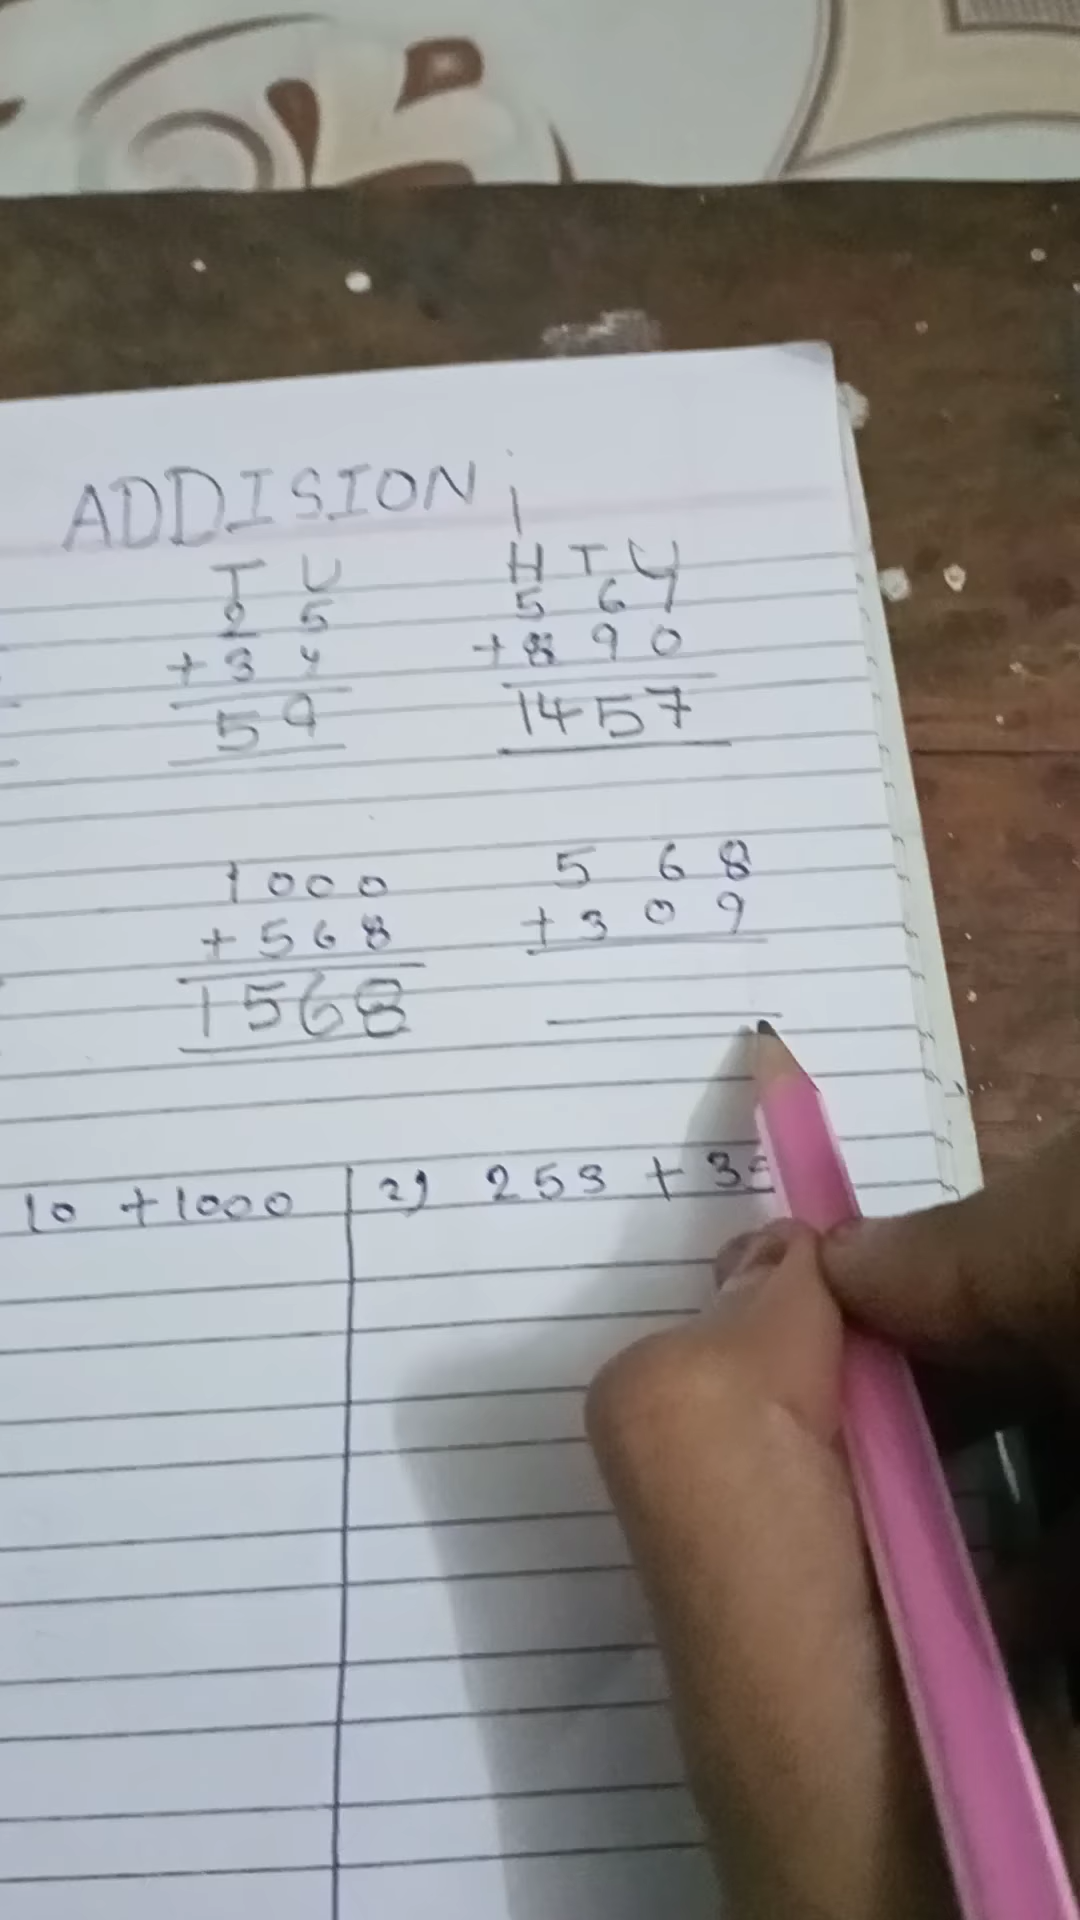 ADDISION
T U
2 5
+ 3 4
5 9
H T U
5 6 7
+ 8 9 0
1457
1000
+ 568
1568
5 6 8
+ 3 0 9
10 + 1000
2) 253 +